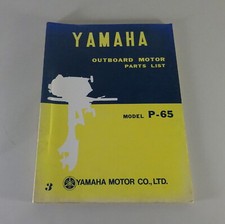 YAMAHA
OUTBOARD MOTOR
PARTS LIST
MODEL P-65
3
YAMAHA MOTOR CO., LTD.